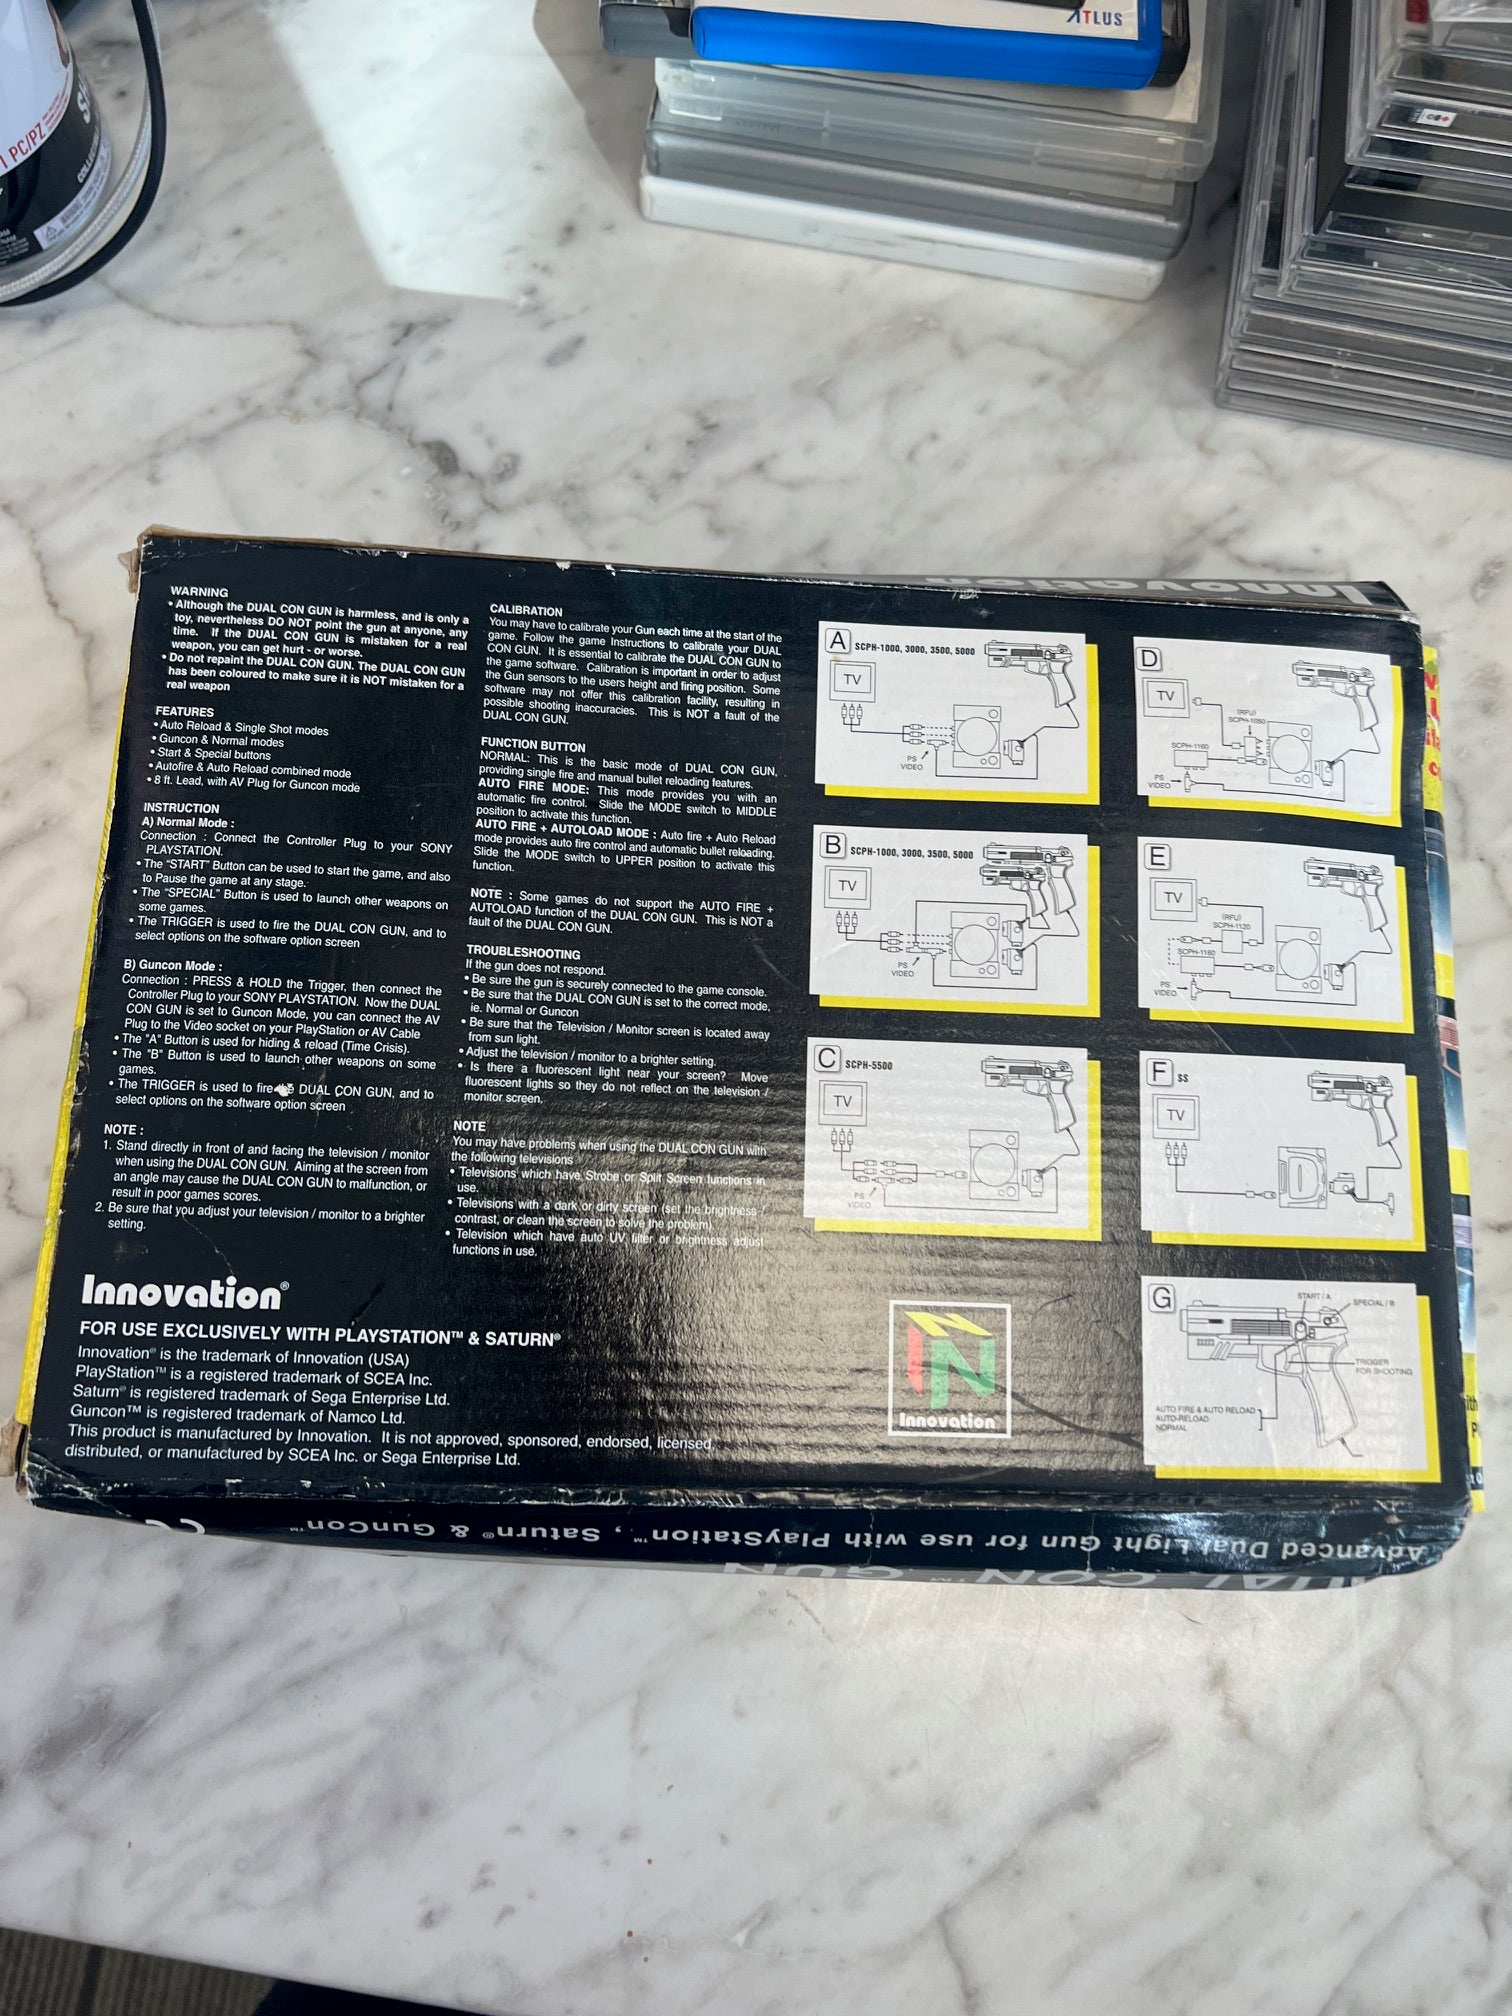 ATLUS
1 PC/PZ
Innovation
WARNING
• Although the DUAL CON GUN is harmless, and is only a
toy, nevertheless DO NOT point the gun at anyone, any
time. If the DUAL CON GUN is mistaken for a real
weapon, you can get hurt - or worse.
• Do not repaint the DUAL CON GUN. The DUAL CON GUN
has been coloured to make sure it is NOT mistaken for a
real weapon
FEATURES
• Auto Reload & Single Shot modes
• Guncon & Normal modes
• Start & Special buttons
• Autofire & Auto Reload combined mode
• 8 ft. Lead, with AV Plug for Guncon mode
INSTRUCTION
A) Normal Mode :
Connection : Connect the Controller Plug to your SONY
PLAYSTATION.
• The "START" Button can be used to start the game, and also
to Pause the game at any stage.
• The "SPECIAL" Button is used to launch other weapons on
some games.
• The TRIGGER is used to fire the DUAL CON GUN, and to
select options on the software option screen
B) Guncon Mode :
Connection : PRESS & HOLD the Trigger, then connect the
Controller Plug to your SONY PLAYSTATION. Now the DUAL
CON GUN is set to Guncon Mode, you can connect the AV
Plug to the Video socket on your PlayStation or AV Cable
• The "A" Button is used for hiding & reload (Time Crisis).
• The "B" Button is used to launch other weapons on some
games.
• The TRIGGER is used to fire DUAL CON GUN, and to
select options on the software option screen
NOTE :
1. Stand directly in front of and facing the television / monitor
when using the DUAL CON GUN. Aiming at the screen from
an angle may cause the DUAL CON GUN to malfunction, or
result in poor games scores.
2. Be sure that you adjust your television / monitor to a brighter
setting.
CALIBRATION
You may have to calibrate your Gun each time at the start of the
game. Follow the game Instructions to calibrate your DUAL
CON GUN. It is essential to calibrate the DUAL CON GUN to
the game software. Calibration is important in order to adjust
the Gun sensors to the users height and firing position. Some
software may not offer this calibration facility, resulting in
possible shooting inaccuracies. This is NOT a fault of the
DUAL CON GUN.
FUNCTION BUTTON
NORMAL: This is the basic mode of DUAL CON GUN,
providing single fire and manual bullet reloading features.
AUTO FIRE MODE: This mode provides you with an
automatic fire control. Slide the MODE switch to MIDDLE
position to activate this function.
AUTO FIRE + AUTOLOAD MODE : Auto fire + Auto Reload
mode provides auto fire control and automatic bullet reloading.
Slide the MODE switch to UPPER position to activate this
function.
NOTE : Some games do not support the AUTO FIRE +
AUTOLOAD function of the DUAL CON GUN. This is NOT a
fault of the DUAL CON GUN.
TROUBLESHOOTING
If the gun does not respond.
• Be sure the gun is securely connected to the game console.
• Be sure that the DUAL CON GUN is set to the correct mode,
ie. Normal or Guncon
• Be sure that the Television / Monitor screen is located away
from sun light.
• Adjust the television / monitor to a brighter setting.
• Is there a fluorescent light near your screen? Move
fluorescent lights so they do not reflect on the television /
monitor screen.
NOTE
You may have problems when using the DUAL CON GUN with
the following televisions
• Televisions which have Strobe or Split Screen functions in
use.
• Televisions with a dark or dirty screen (set the brightness /
contrast, or clean the screen to solve the problem).
• Television which have auto UV filter or brightness adjust
functions in use.
A SCPH-1000, 3000, 3500, 5000
TV
PS
VIDEO
B SCPH-1000, 3000, 3500, 5000
TV
PS
VIDEO
C SCPH-5500
TV
PS
VIDEO
D
TV
(RFU)
SCPH-1050
SCPH-1160
PS
VIDEO
E
TV
(RFU)
SCPH-1120
SCPH-1160
PS
VIDEO
F SS
TV
G
START / A
SPECIAL / B
TRIGGER
FOR SHOOTING
AUTO FIRE & AUTO RELOAD
AUTO-RELOAD
NORMAL
Innovation®
FOR USE EXCLUSIVELY WITH PLAYSTATION™ & SATURN®
Innovation® is the trademark of Innovation (USA)
PlayStation™ is a registered trademark of SCEA Inc.
Saturn® is registered trademark of Sega Enterprise Ltd.
Guncon™ is registered trademark of Namco Ltd.
This product is manufactured by Innovation. It is not approved, sponsored, endorsed, licensed,
distributed, or manufactured by SCEA Inc. or Sega Enterprise Ltd.
IN
Innovation
Advanced Dual Light Gun for use with PlayStation™, Saturn® & GunCon™
CE
DUAL CON™ GUN